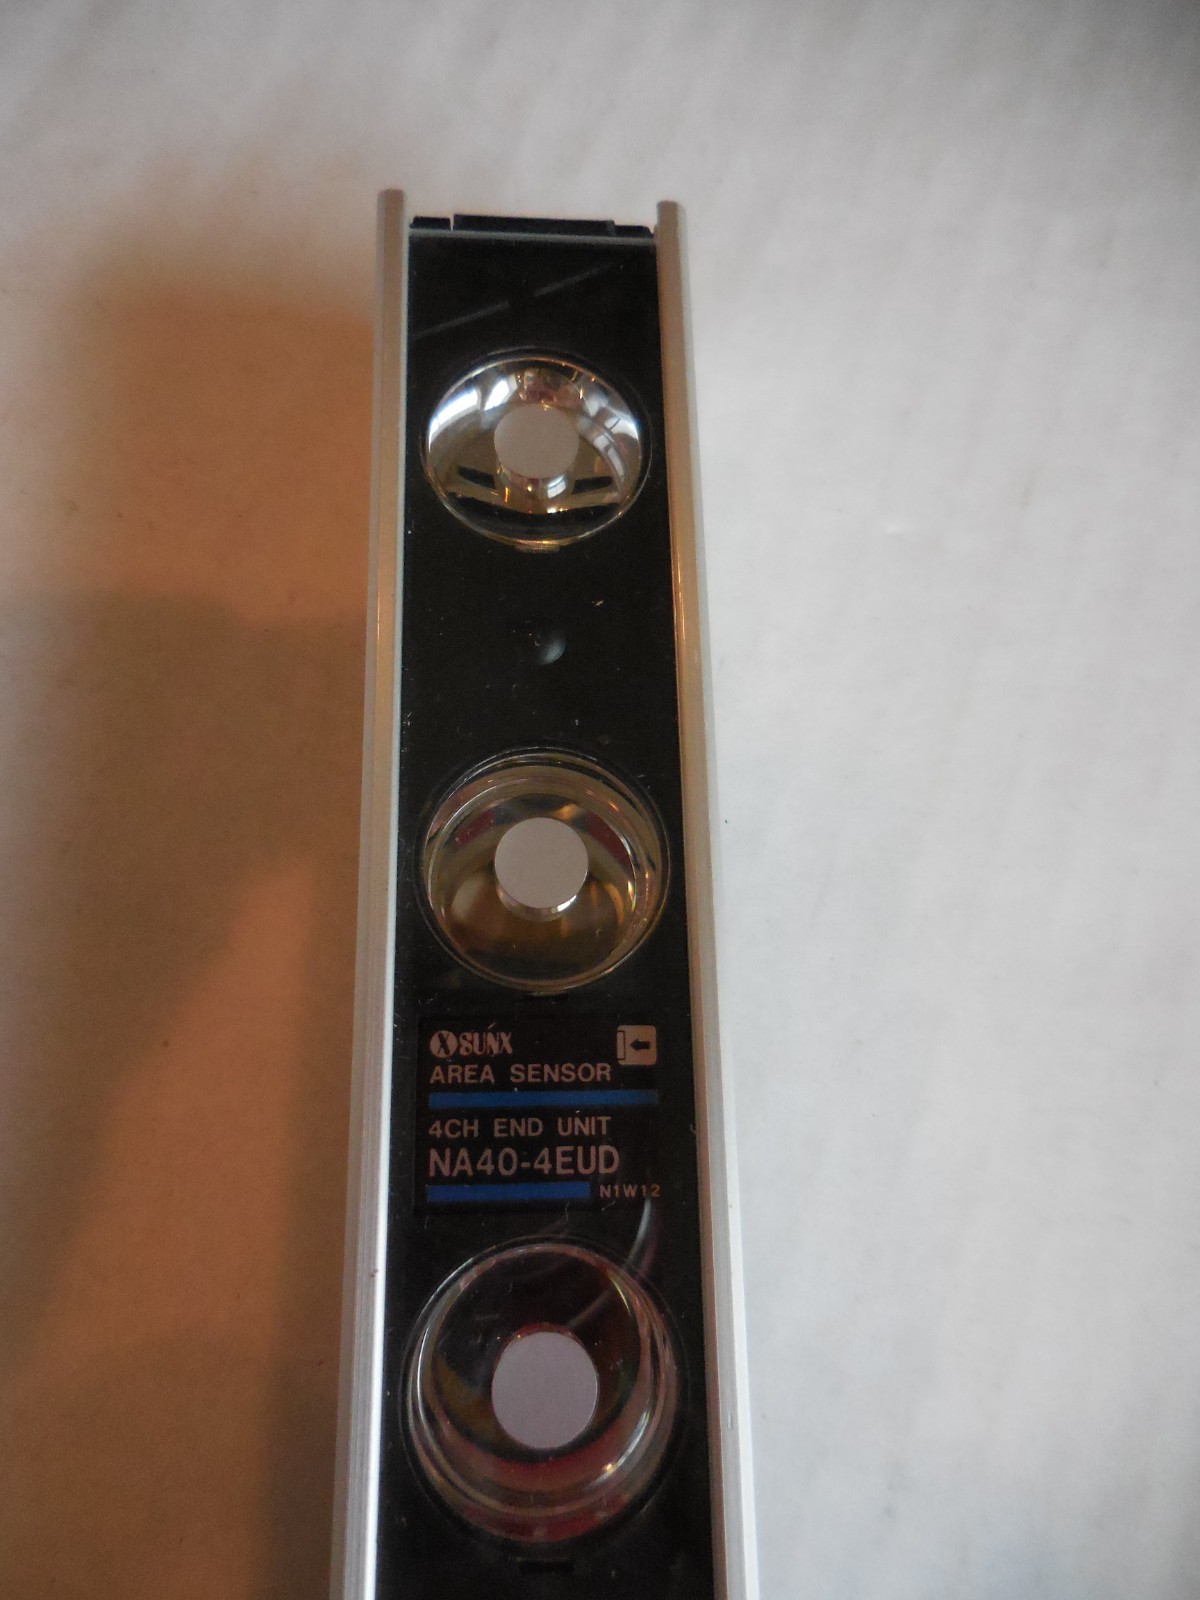 SUNX
AREA SENSOR
4CH END UNIT
NA40-4EUD
N1W12